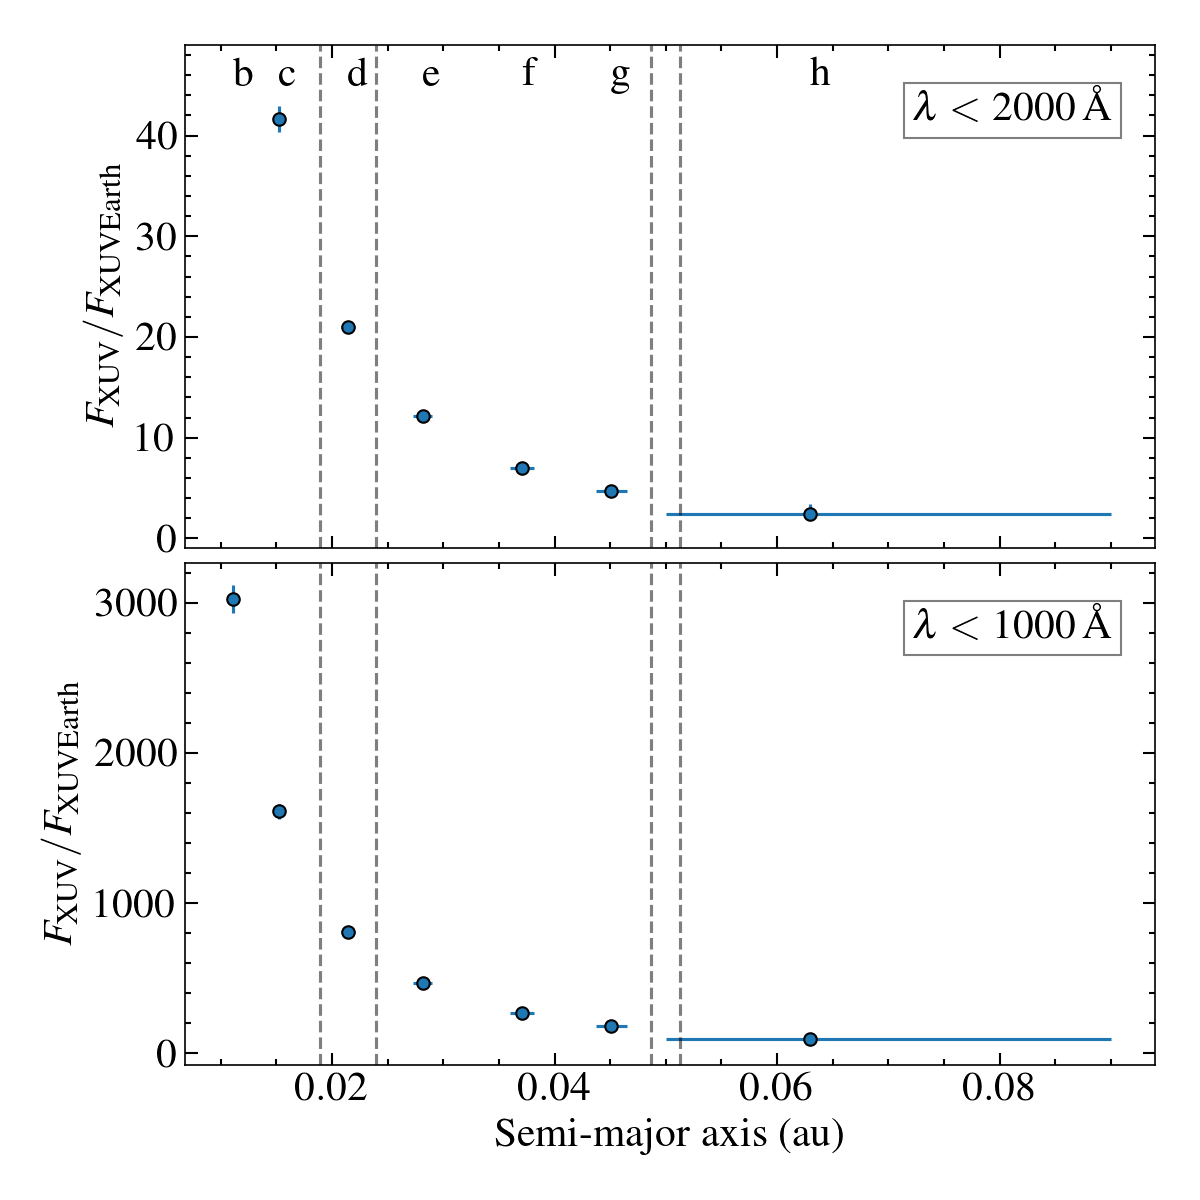 b c d e f g h
λ < 2000 Å
40
30
20
10
0
F_XUV/F_XUVEarth
λ < 1000 Å
3000
2000
1000
0
F_XUV/F_XUVEarth
0.02 0.04 0.06 0.08
Semi-major axis (au)